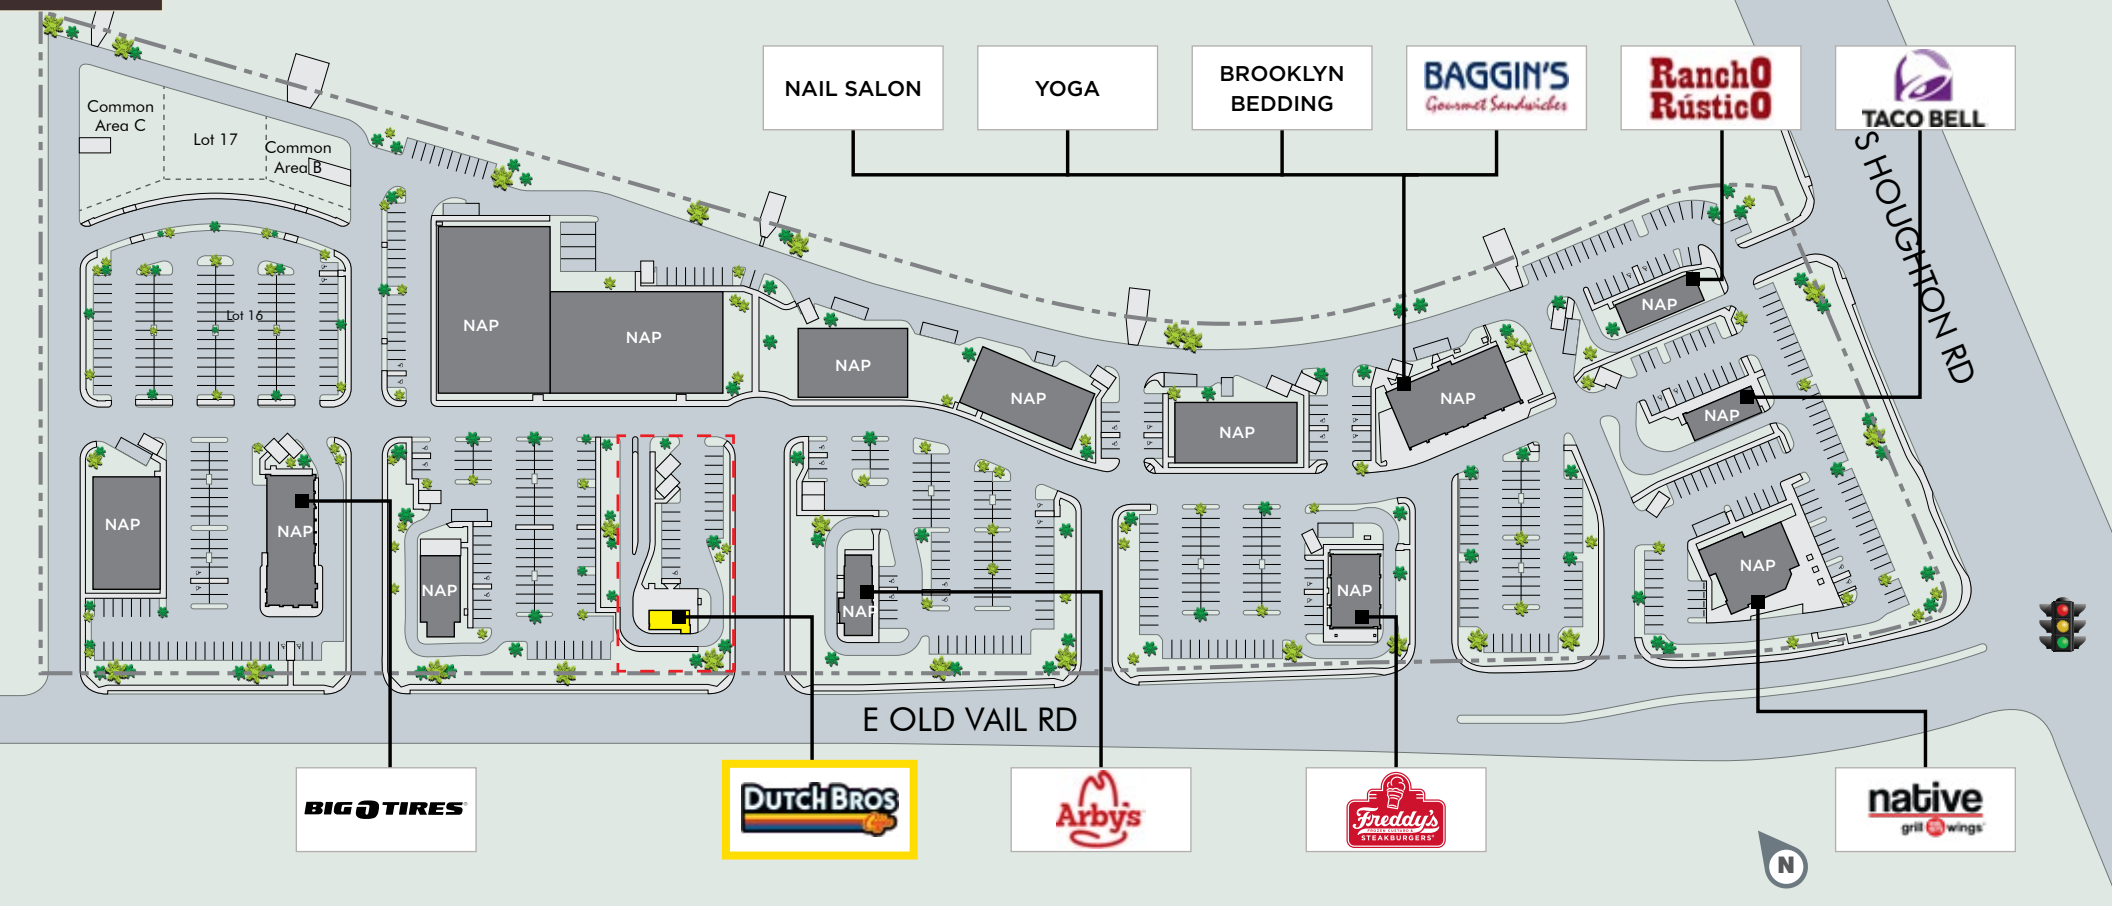 NAIL SALON
YOGA
BROOKLYN
BEDDING
BAGGIN'S
Gourmet Sandwiches
RanchO
RústicO
TACO BELL
Common
Area C
Lot 17
Common
Area B
Lot 16
S HOUGHTON RD
NAP
NAP
NAP
NAP
NAP
NAP
NAP
NAP
NAP
NAP
NAP
NAP
NAP
NAP
E OLD VAIL RD
BIG O TIRES
DUTCH BROS
Arby's
Freddy's
STEAKBURGERS
native
grill wings
N